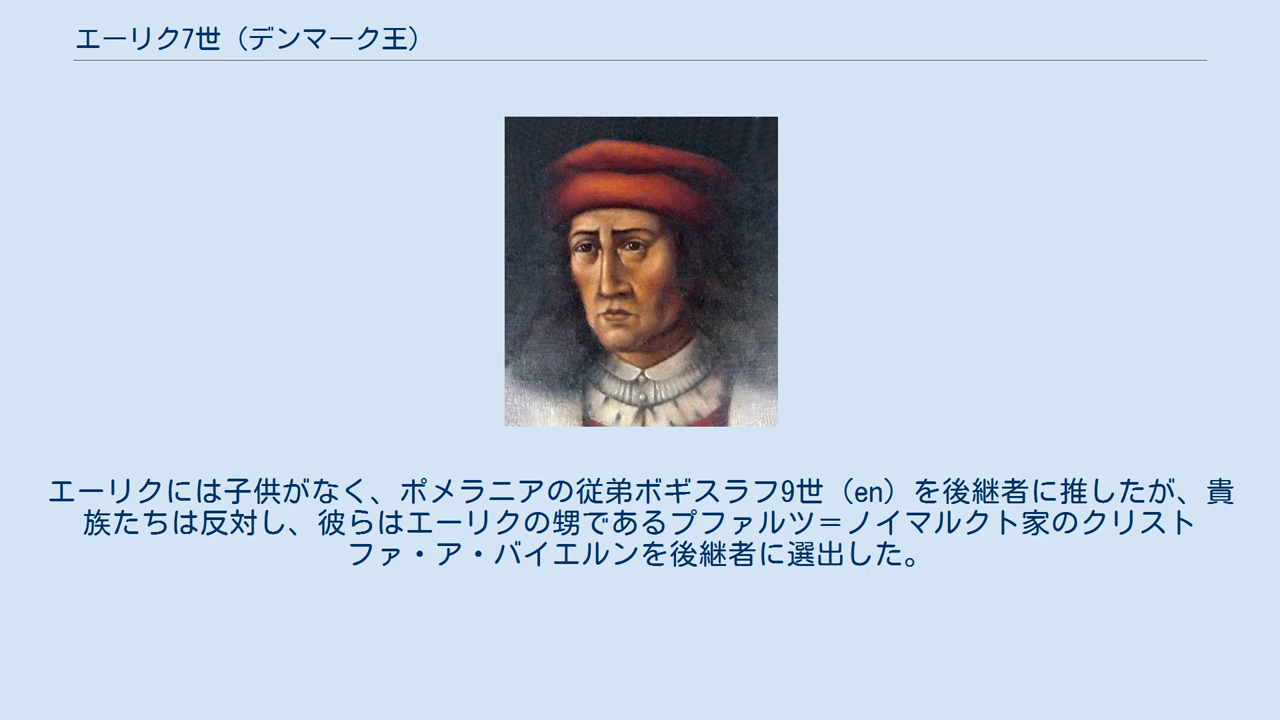 エーリク7世（デンマーク王）
エーリクには子供がなく、ポメラニアの従弟ボギスラフ9世（en）を後継者に推したが、貴
族たちは反対し、彼らはエーリクの甥であるプファルツ＝ノイマルクト家のクリスト
ファ・ア・バイエルンを後継者に選出した。